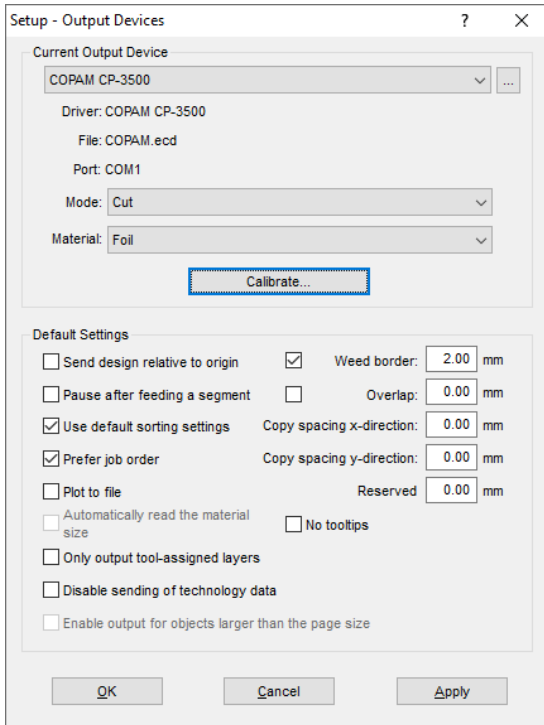 Setup - Output Devices ?
Current Output Device
COPAM CP-3500 ...
Driver: COPAM CP-3500
File: COPAM.ecd
Port: COM1
Mode: Cut
Material: Foil
Calibrate...
Default Settings
Send design relative to origin Weed border: 2.00 mm
Pause after feeding a segment Overlap: 0.00 mm
Use default sorting settings Copy spacing x-direction: 0.00 mm
Prefer job order Copy spacing y-direction: 0.00 mm
Plot to file Reserved 0.00 mm
Automatically read the material
size No tooltips
Only output tool-assigned layers
Disable sending of technology data
Enable output for objects larger than the page size
OK Cancel Apply